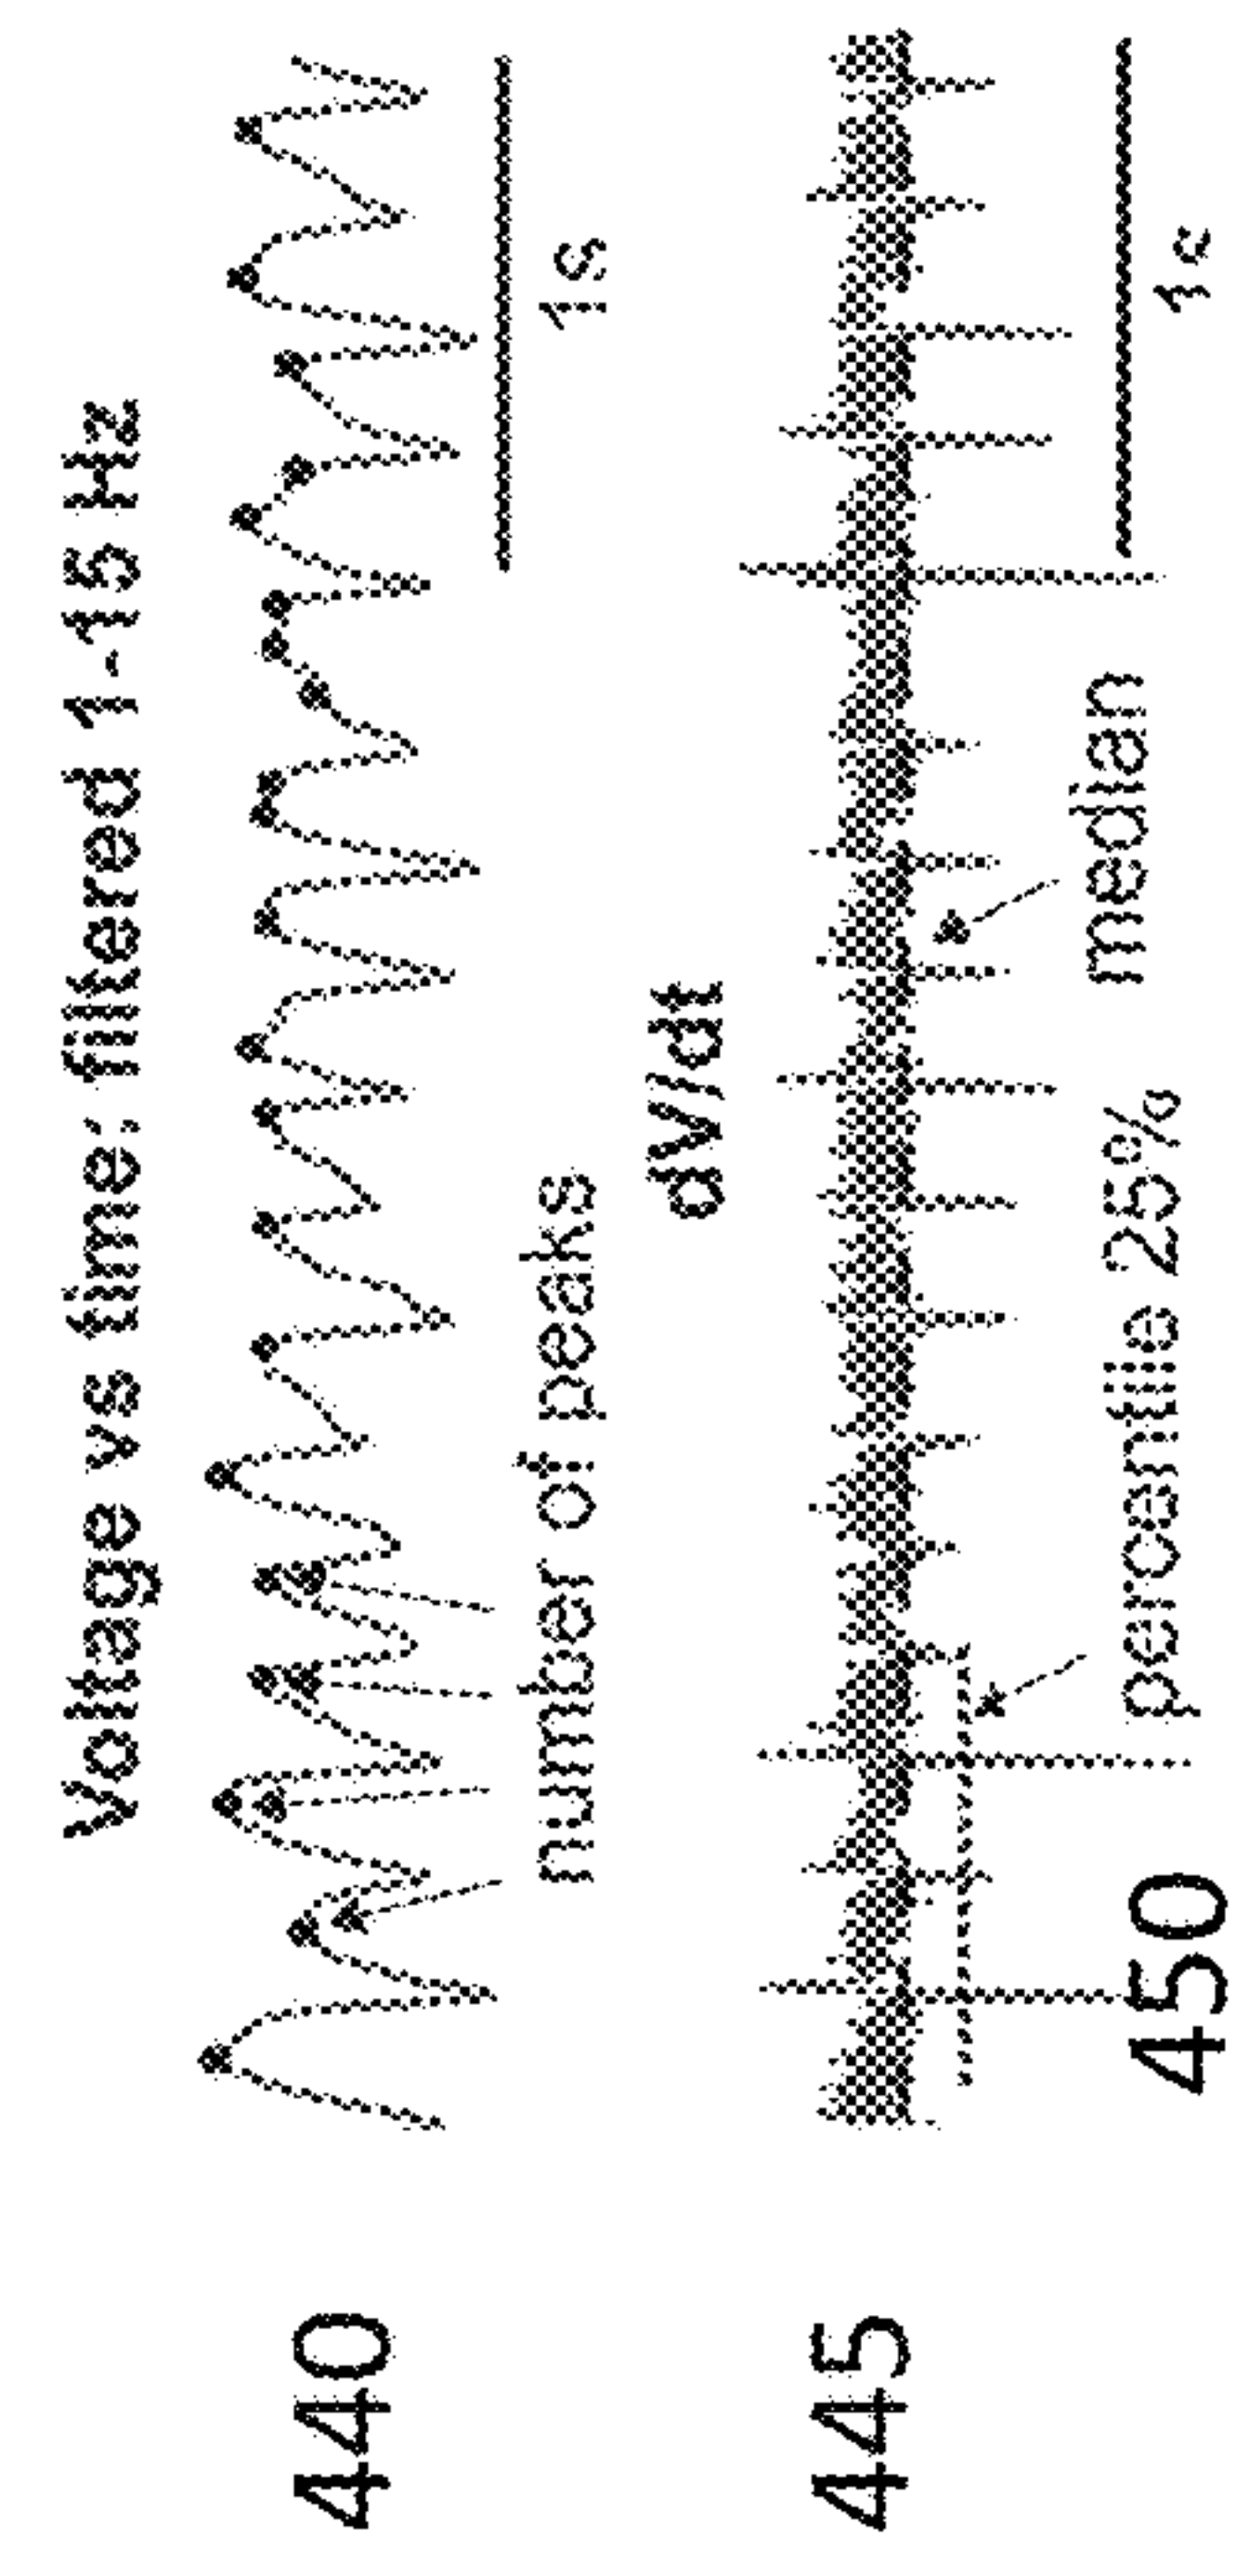 Voltage vs time: filtered 1-15 Hz
440
number of peaks
1s
dV/dt
445
median
percentile 25%
1s
450